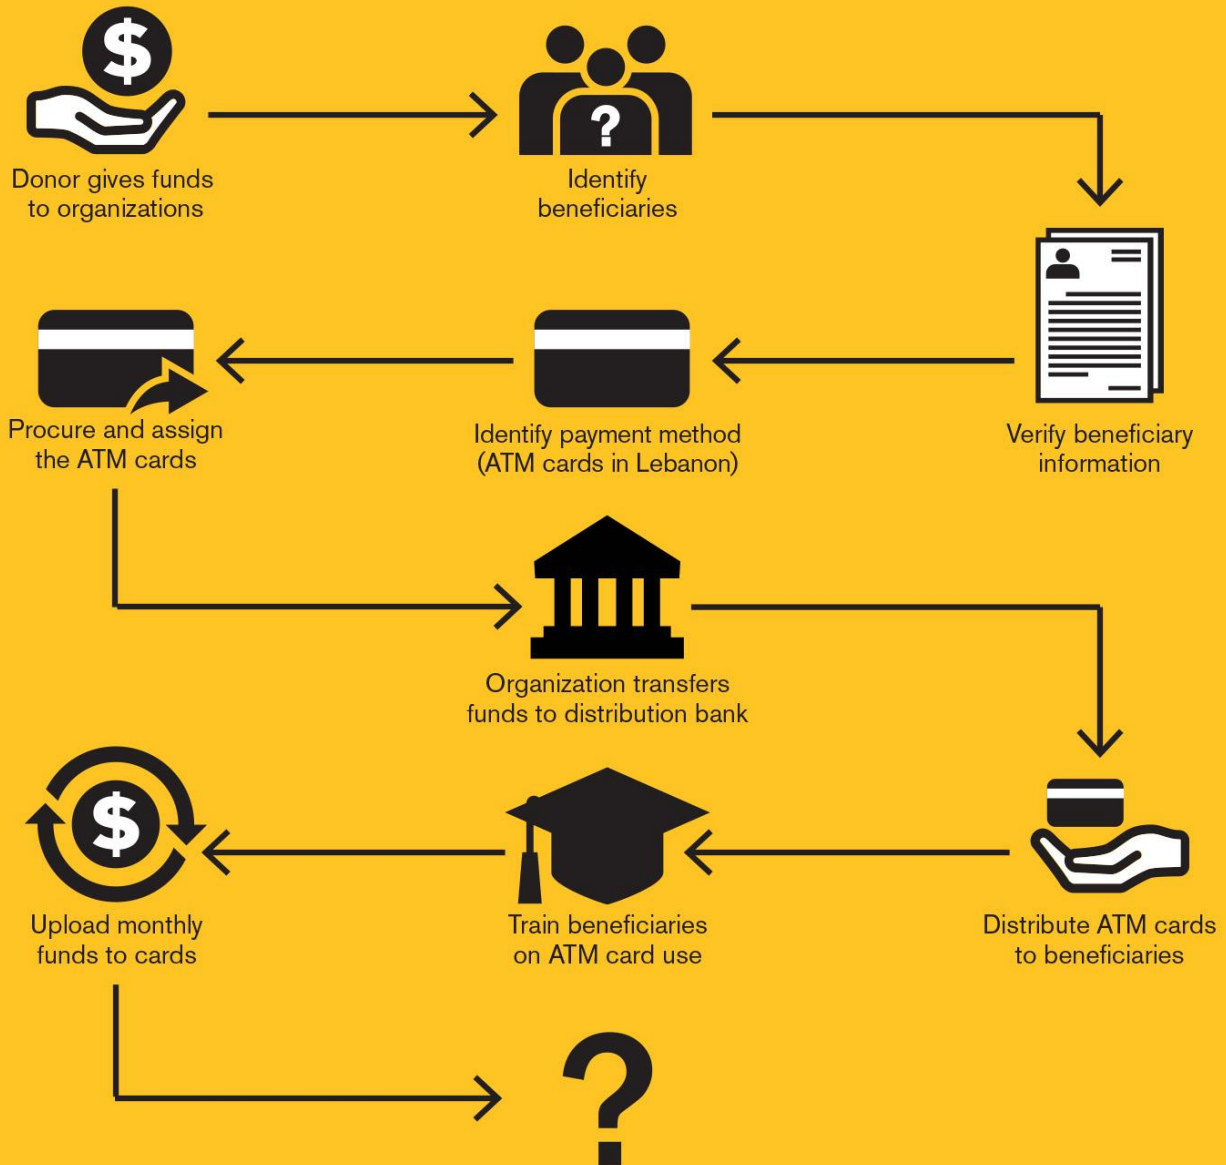 $
Donor gives funds
to organizations
?
Identify
beneficiaries
Verify beneficiary
information
Identify payment method
(ATM cards in Lebanon)
Procure and assign
the ATM cards
Organization transfers
funds to distribution bank
Distribute ATM cards
to beneficiaries
Train beneficiaries
on ATM card use
$
Upload monthly
funds to cards
?